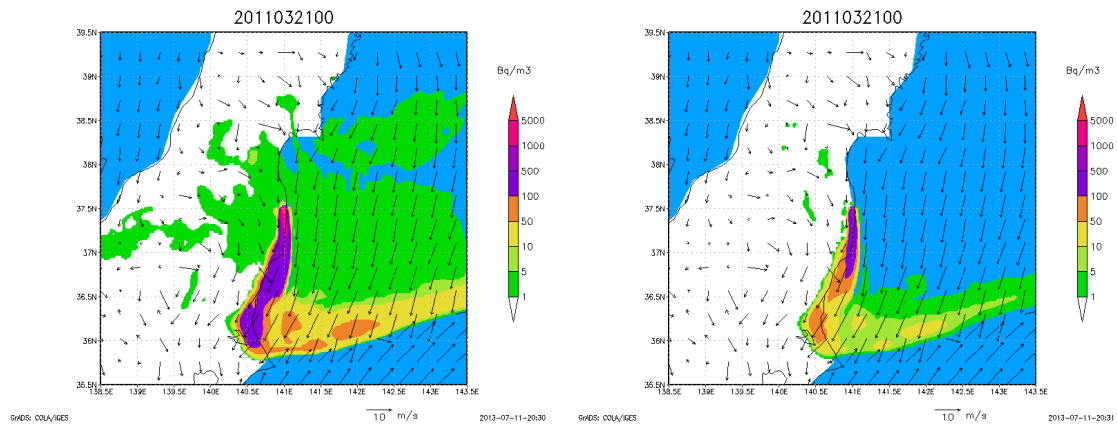 2011032100
39.5N
39N
38.5N
38N
37.5N
37N
36.5N
36N
35.5N
138.5E 139E 139.5E 140E 140.5E 141E 141.5E 142E 142.5E 143E 143.5E
Bq/m3
5000
1000
500
100
50
10
5
1
10 m/s
GrADS: COLA/IGES
2013-07-11-20:30
2011032100
39.5N
39N
38.5N
38N
37.5N
37N
36.5N
36N
35.5N
138.5E 139E 139.5E 140E 140.5E 141E 141.5E 142E 142.5E 143E 143.5E
Bq/m3
5000
1000
500
100
50
10
5
1
10 m/s
GrADS: COLA/IGES
2013-07-11-20:31